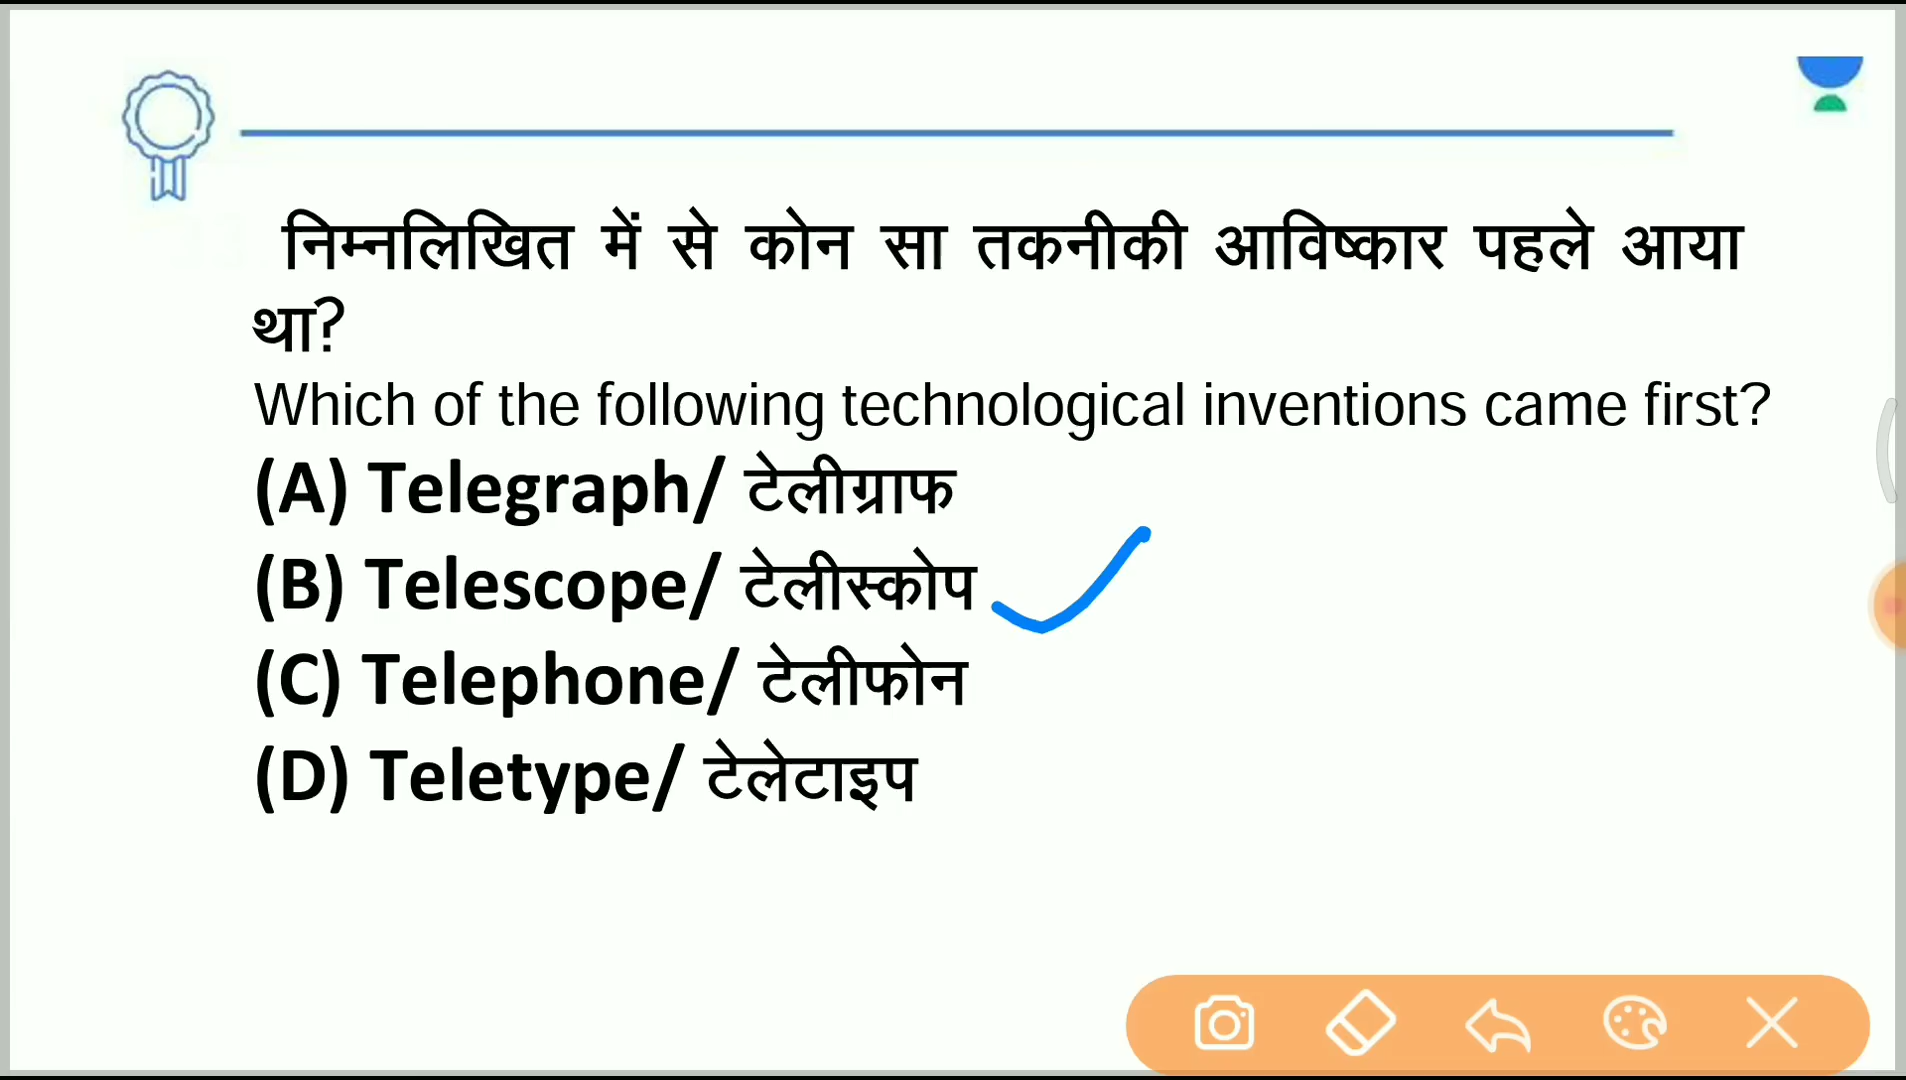 निम्नलिखित में से कोन सा तकनीकी आविष्कार पहले आया
था?
Which of the following technological inventions came first?
(A) Telegraph/ टेलीग्राफ
(B) Telescope/ टेलीस्कोप
(C) Telephone/ टेलीफोन
(D) Teletype/ टेलेटाइप